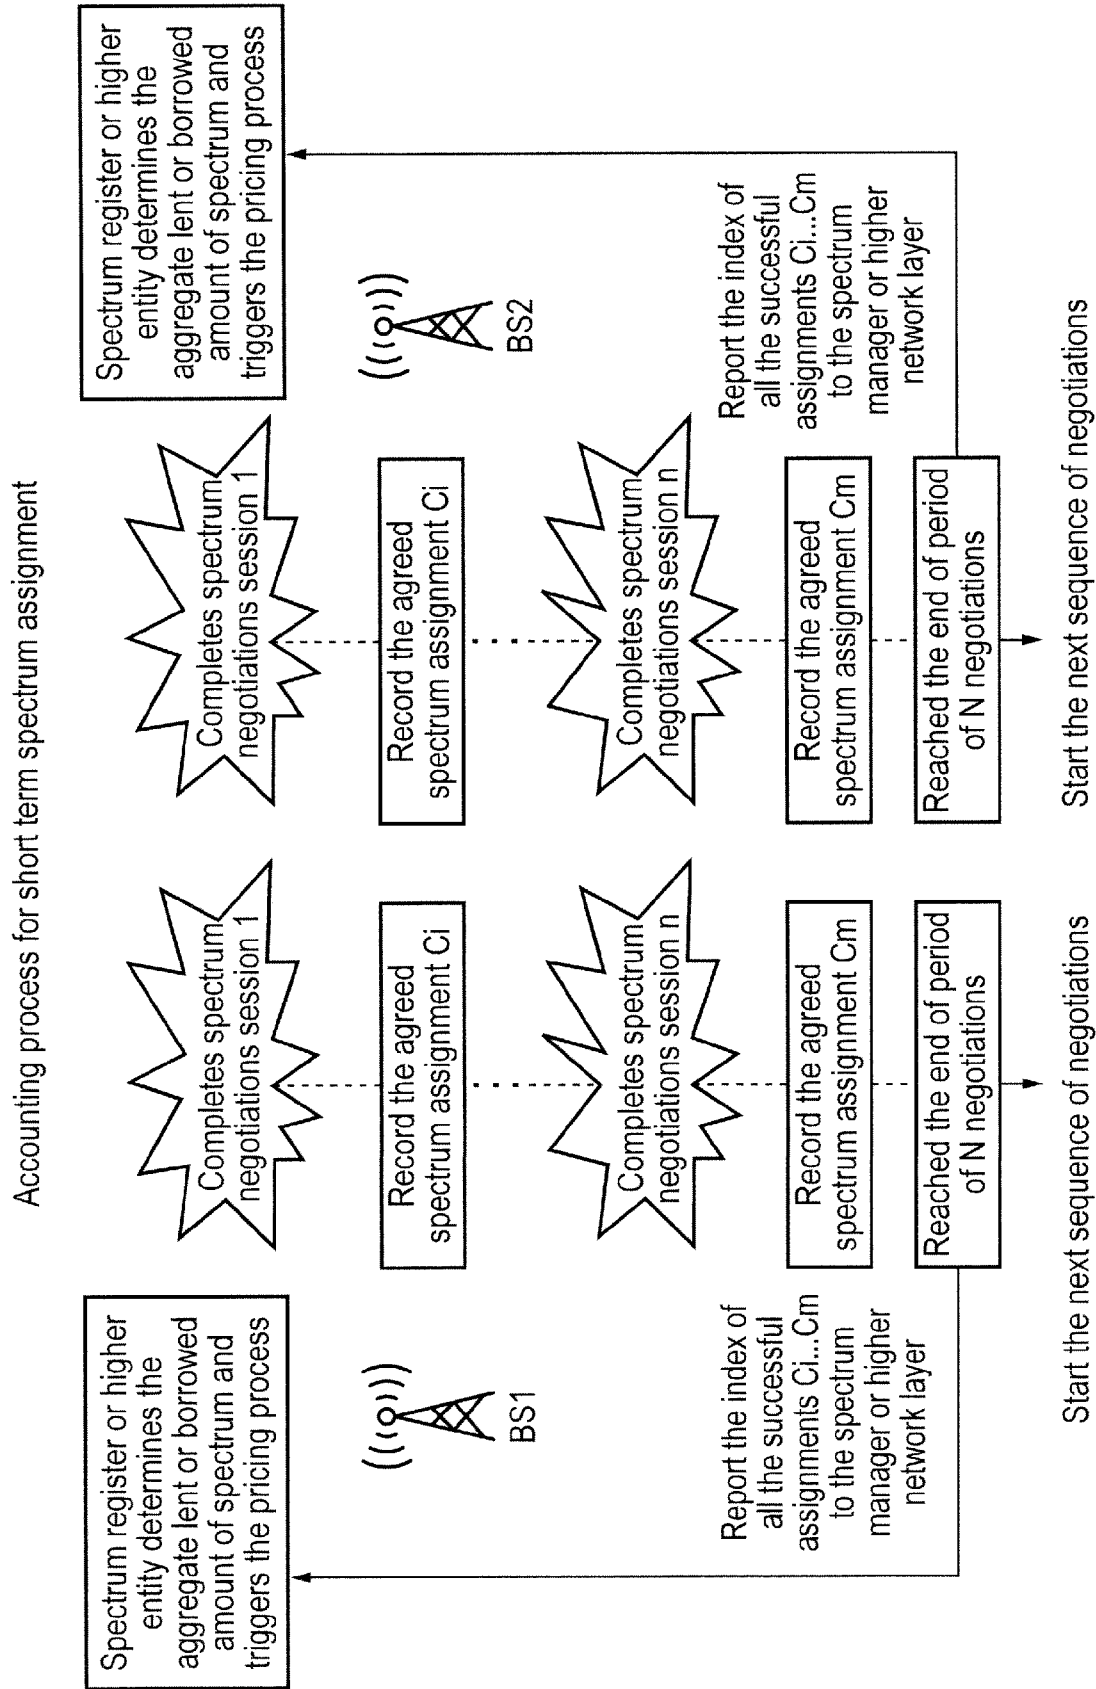 Accounting process for short term spectrum assignment
Spectrum register or higher
entity determines the
aggregate lent or borrowed
amount of spectrum and
triggers the pricing process
BS1
Report the index of
all the successful
assignments Ci...Cm
to the spectrum
manager or higher
network layer
Completes spectrum
negotiations session 1
Record the agreed
spectrum assignment Ci
Completes spectrum
negotiations session n
Record the agreed
spectrum assignment Cm
Reached the end of period
of N negotiations
Start the next sequence of negotiations
Completes spectrum
negotiations session 1
Record the agreed
spectrum assignment Ci
Completes spectrum
negotiations session n
Record the agreed
spectrum assignment Cm
Reached the end of period
of N negotiations
Start the next sequence of negotiations
Spectrum register or higher
entity determines the
aggregate lent or borrowed
amount of spectrum and
triggers the pricing process
BS2
Report the index of
all the successful
assignments Ci...Cm
to the spectrum
manager or higher
network layer